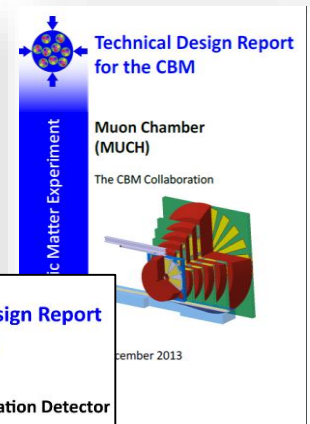 Technical Design Report
for the CBM
Muon Chamber
(MUCH)
The CBM Collaboration
ic Matter Experiment
sign Report
ember 2013
ation Detector